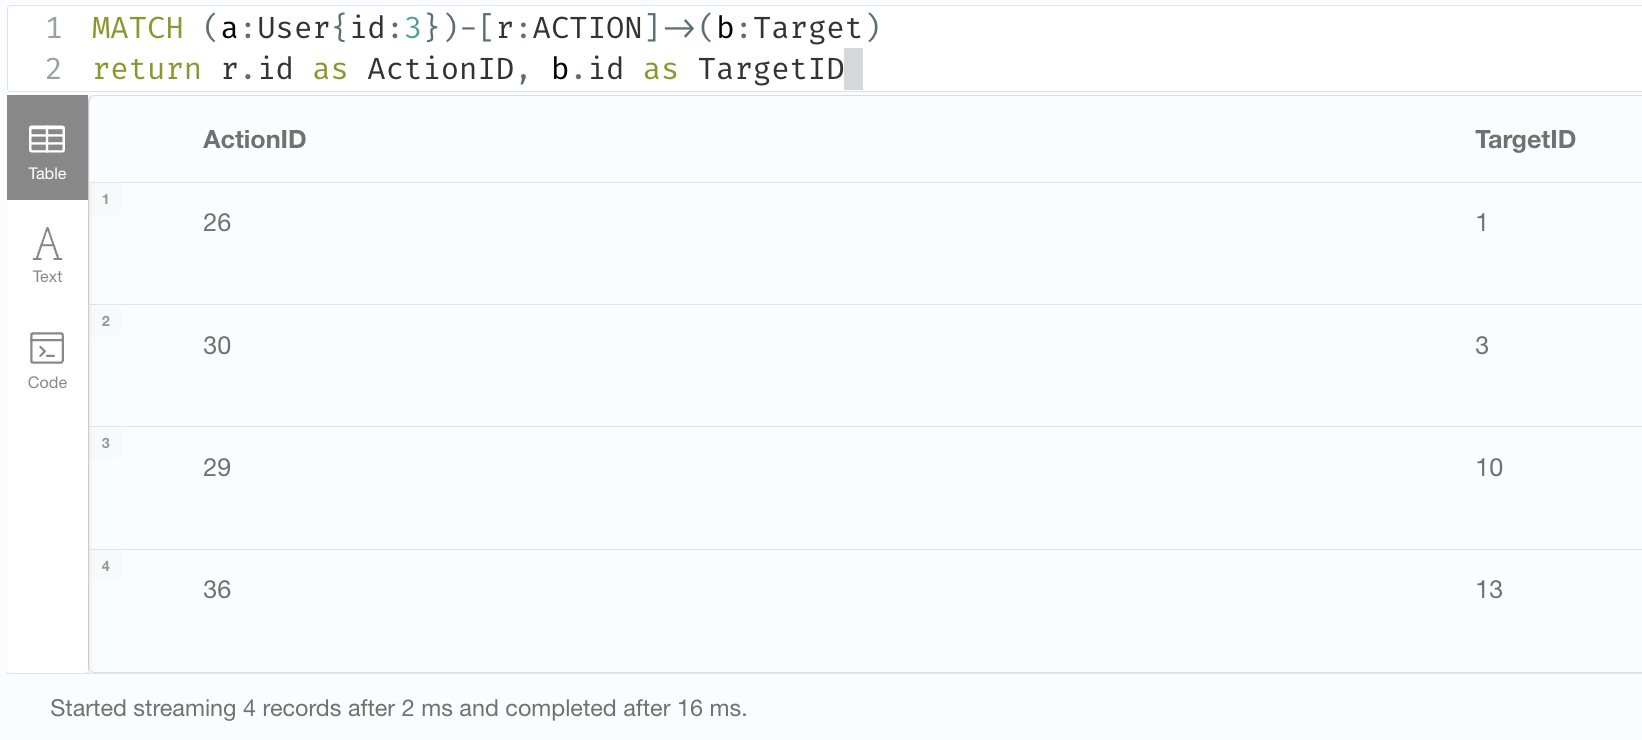 1 MATCH (a:User{id:3})-[r:ACTION]->(b:Target)
2 return r.id as ActionID, b.id as TargetID
Table
ActionID TargetID
1 26 1
Text
2 30 3
Code
3 29 10
4 36 13
Started streaming 4 records after 2 ms and completed after 16 ms.